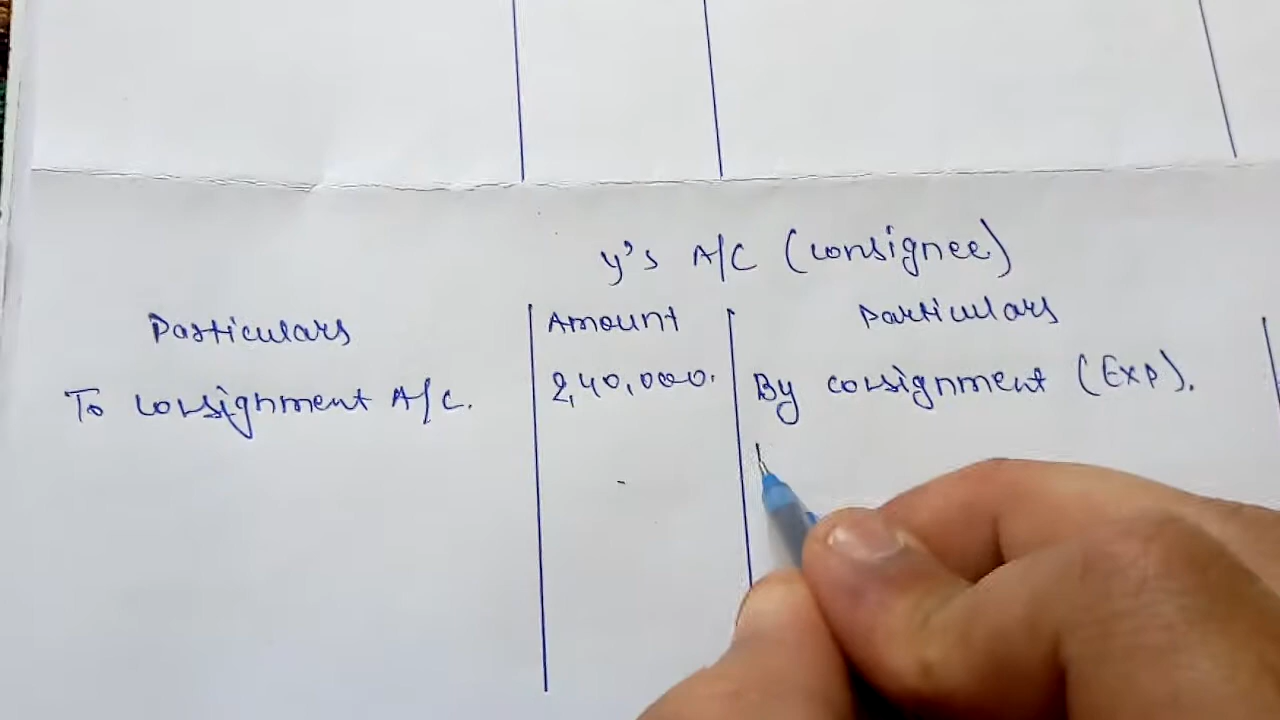 y's A/C (consignee)
Particulars Amount Particulars
To consignment A/C. 2,40,000. By consignment (Exp).